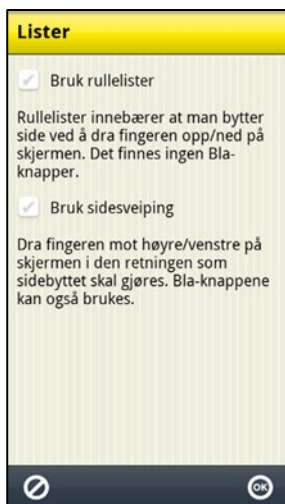 Lister
Bruk rullelister
Rullelister innebærer at man bytter
side ved å dra fingeren opp/ned på
skjermen. Det finnes ingen Bla-
knapper.
Bruk sidesveiping
Dra fingeren mot høyre/venstre på
skjermen i den retningen som
sidebyttet skal gjøres. Bla-knappene
kan også brukes.
OK